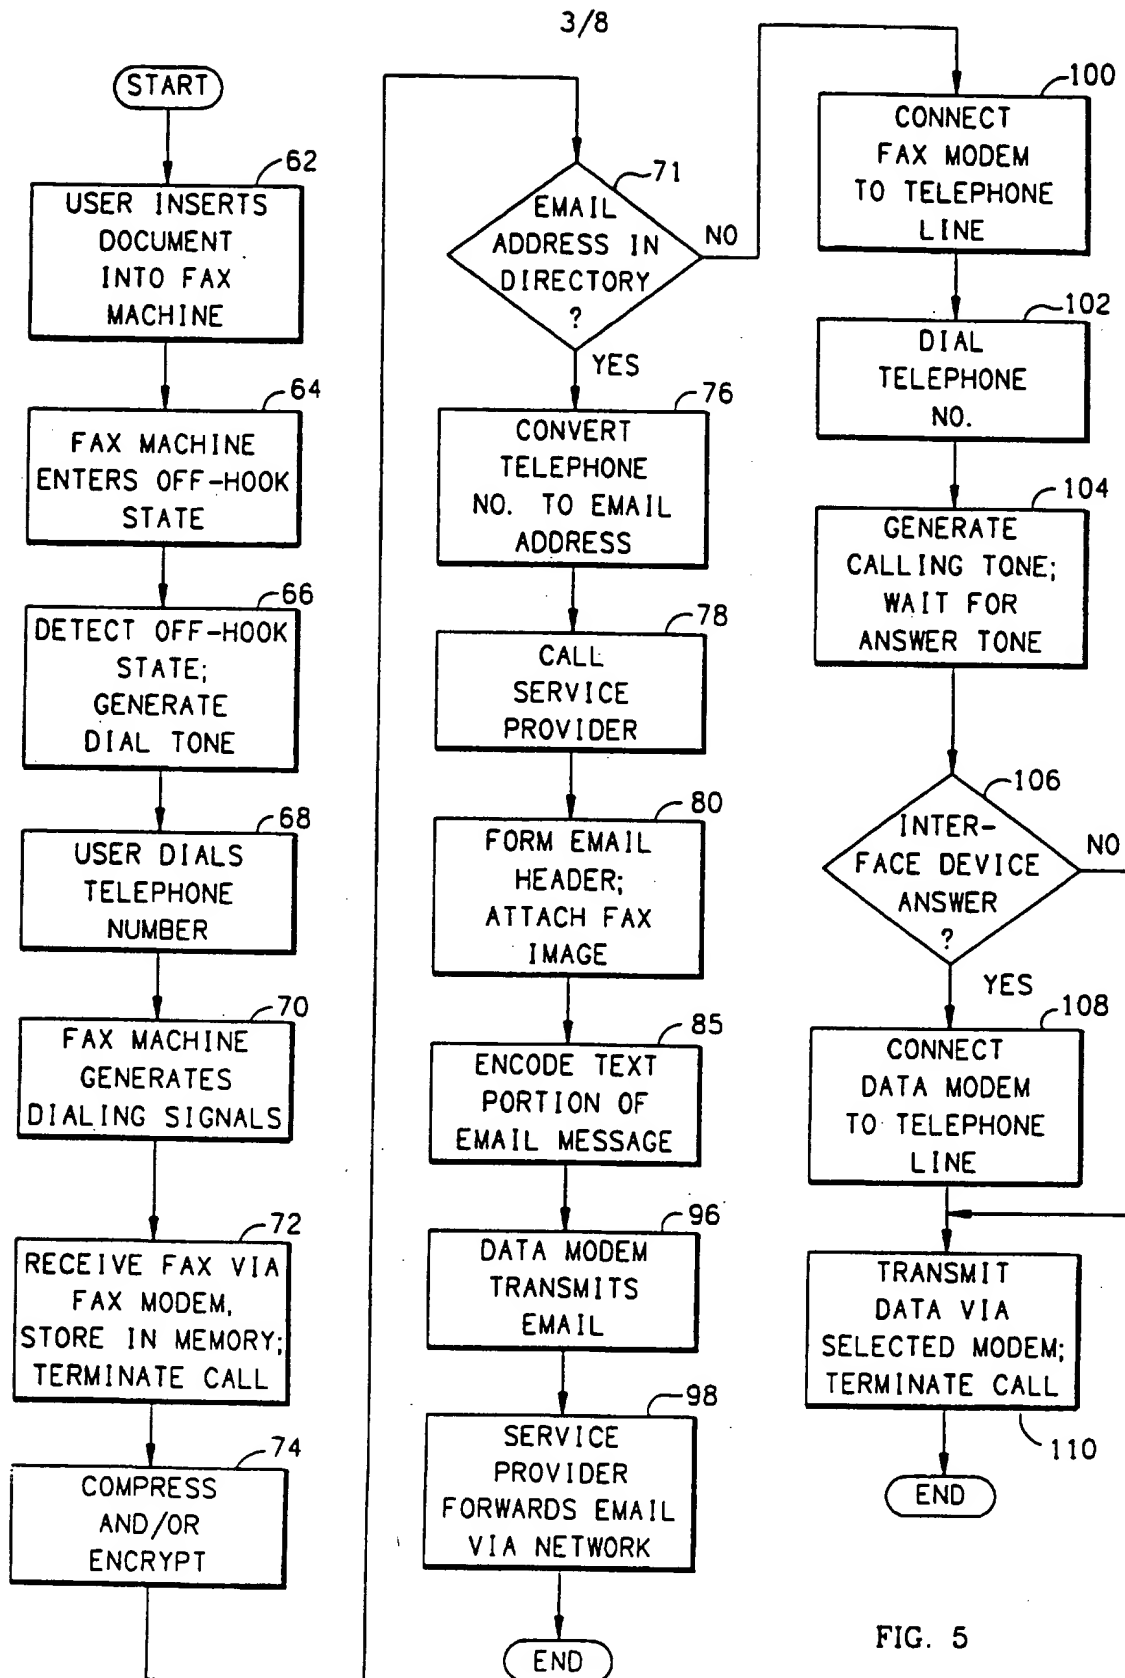 3/8
START
62
USER INSERTS
DOCUMENT
INTO FAX
MACHINE
64
FAX MACHINE
ENTERS OFF-HOOK
STATE
66
DETECT OFF-HOOK
STATE;
GENERATE
DIAL TONE
68
USER DIALS
TELEPHONE
NUMBER
70
FAX MACHINE
GENERATES
DIALING SIGNALS
72
RECEIVE FAX VIA
FAX MODEM,
STORE IN MEMORY;
TERMINATE CALL
74
COMPRESS
AND/OR
ENCRYPT
71
EMAIL
ADDRESS IN
DIRECTORY
?
NO
YES
76
CONVERT
TELEPHONE
NO. TO EMAIL
ADDRESS
78
CALL
SERVICE
PROVIDER
80
FORM EMAIL
HEADER;
ATTACH FAX
IMAGE
85
ENCODE TEXT
PORTION OF
EMAIL MESSAGE
96
DATA MODEM
TRANSMITS
EMAIL
98
SERVICE
PROVIDER
FORWARDS EMAIL
VIA NETWORK
END
100
CONNECT
FAX MODEM
TO TELEPHONE
LINE
102
DIAL
TELEPHONE
NO.
104
GENERATE
CALLING TONE;
WAIT FOR
ANSWER TONE
106
INTER-
FACE DEVICE
ANSWER
?
NO
YES
108
CONNECT
DATA MODEM
TO TELEPHONE
LINE
TRANSMIT
DATA VIA
SELECTED MODEM;
TERMINATE CALL
110
END
FIG. 5